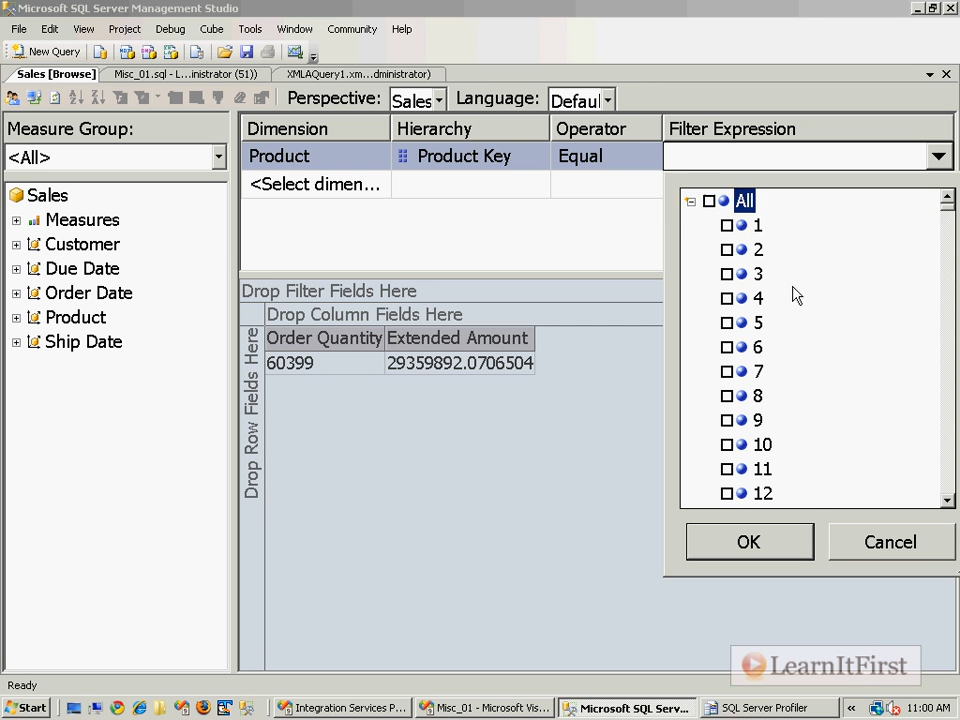 Microsoft SQL Server Management Studio
File Edit View Project Debug Cube Tools Window Community Help
New Query
Sales [Browse] Misc_01.sql - L...inistrator (51)) XMLAQuery1.xm...dministrator)
Perspective: Sales Language: Defaul
Measure Group:
<All>
Sales
Measures
Customer
Due Date
Order Date
Product
Ship Date
Dimension Hierarchy Operator Filter Expression
Product Product Key Equal
<Select dimen...
All
1
2
3
4
5
6
7
8
9
10
11
12
OK Cancel
Drop Filter Fields Here
Drop Column Fields Here
Drop Row Fields Here
Order Quantity Extended Amount
60399 29359892.0706504
LearnItFirst
Ready
Start Integration Services P... Misc_01 - Microsoft Vis... Microsoft SQL Serv... SQL Server Profiler « 11:00 AM